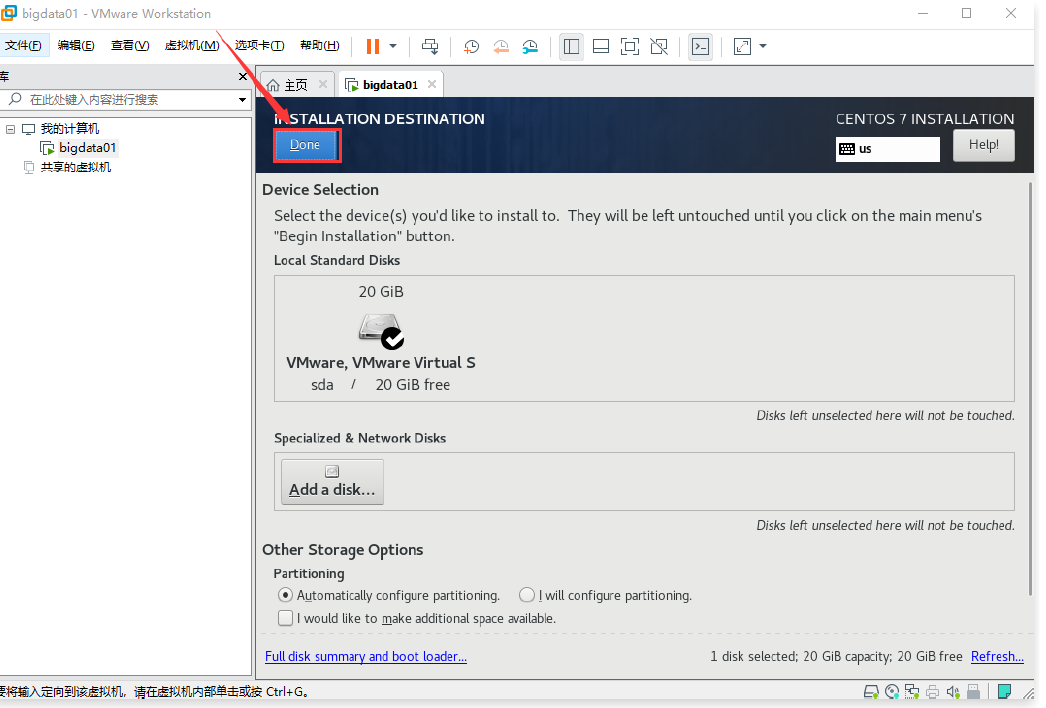 bigdata01 - VMware Workstation
文件(F) 编辑(E) 查看(V) 虚拟机(M) 选项卡(T) 帮助(H)
库
在此处键入内容进行搜索
我的计算机
bigdata01
共享的虚拟机
主页 bigdata01
INSTALLATION DESTINATION
CENTOS 7 INSTALLATION
Done
us
Help!
Device Selection
Select the device(s) you'd like to install to. They will be left untouched until you click on the main menu's
"Begin Installation" button.
Local Standard Disks
20 GiB
VMware, VMware Virtual S
sda / 20 GiB free
Disks left unselected here will not be touched.
Specialized & Network Disks
Add a disk...
Disks left unselected here will not be touched.
Other Storage Options
Partitioning
Automatically configure partitioning. I will configure partitioning.
I would like to make additional space available.
Full disk summary and boot loader...
1 disk selected; 20 GiB capacity; 20 GiB free Refresh...
要将输入定向到该虚拟机，请在虚拟机内部单击或按 Ctrl+G。